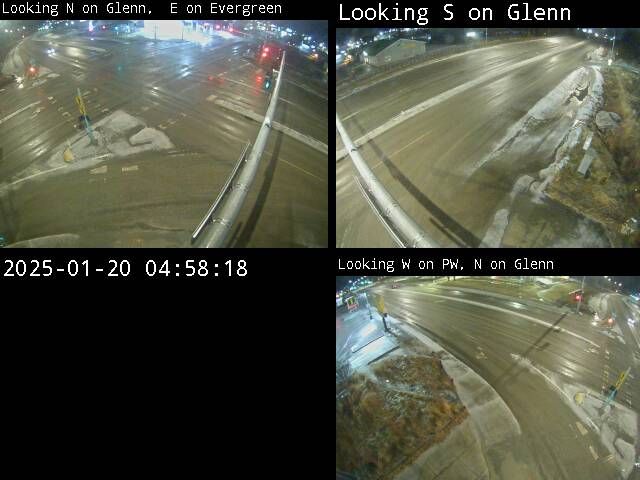 Looking N on Glenn,  E on Evergreen
Looking S on Glenn
2025-01-20 04:58:18
Looking W on PW, N on Glenn